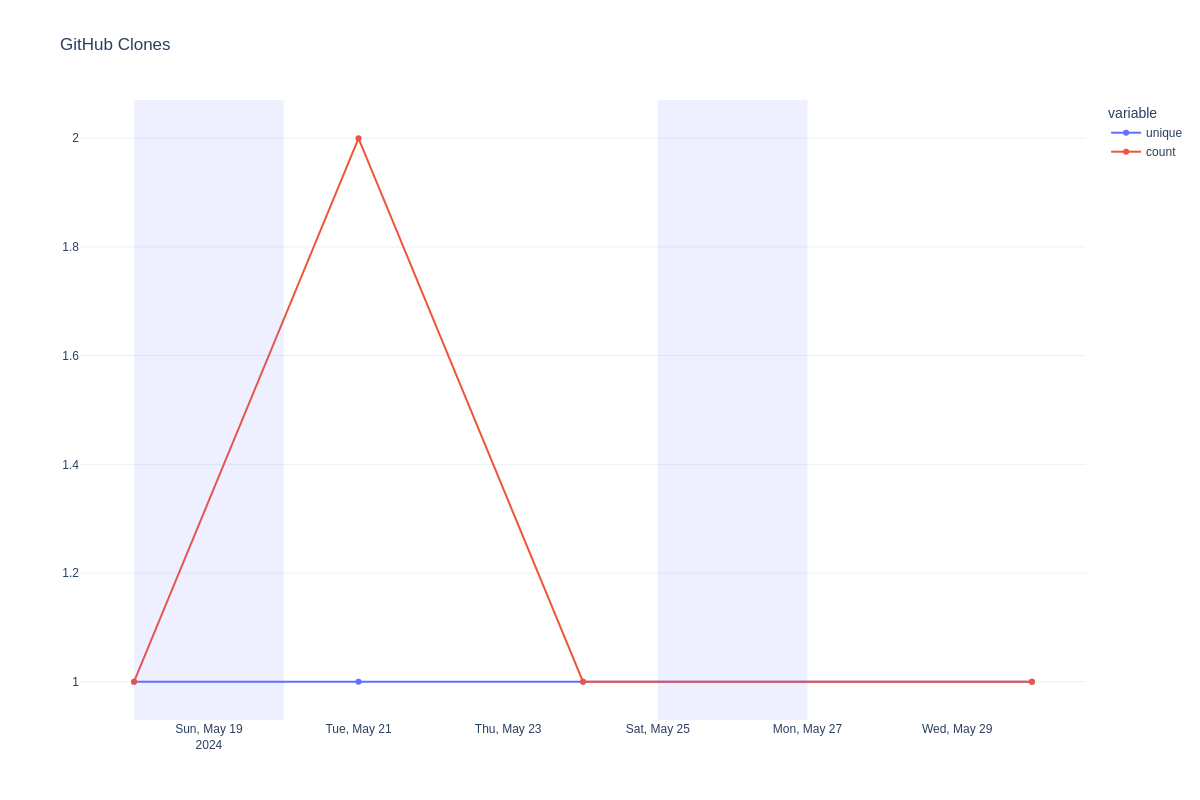 GitHub Clones
variable
unique
count
2
1.8
1.6
1.4
1.2
1
Sun, May 19
2024
Tue, May 21
Thu, May 23
Sat, May 25
Mon, May 27
Wed, May 29